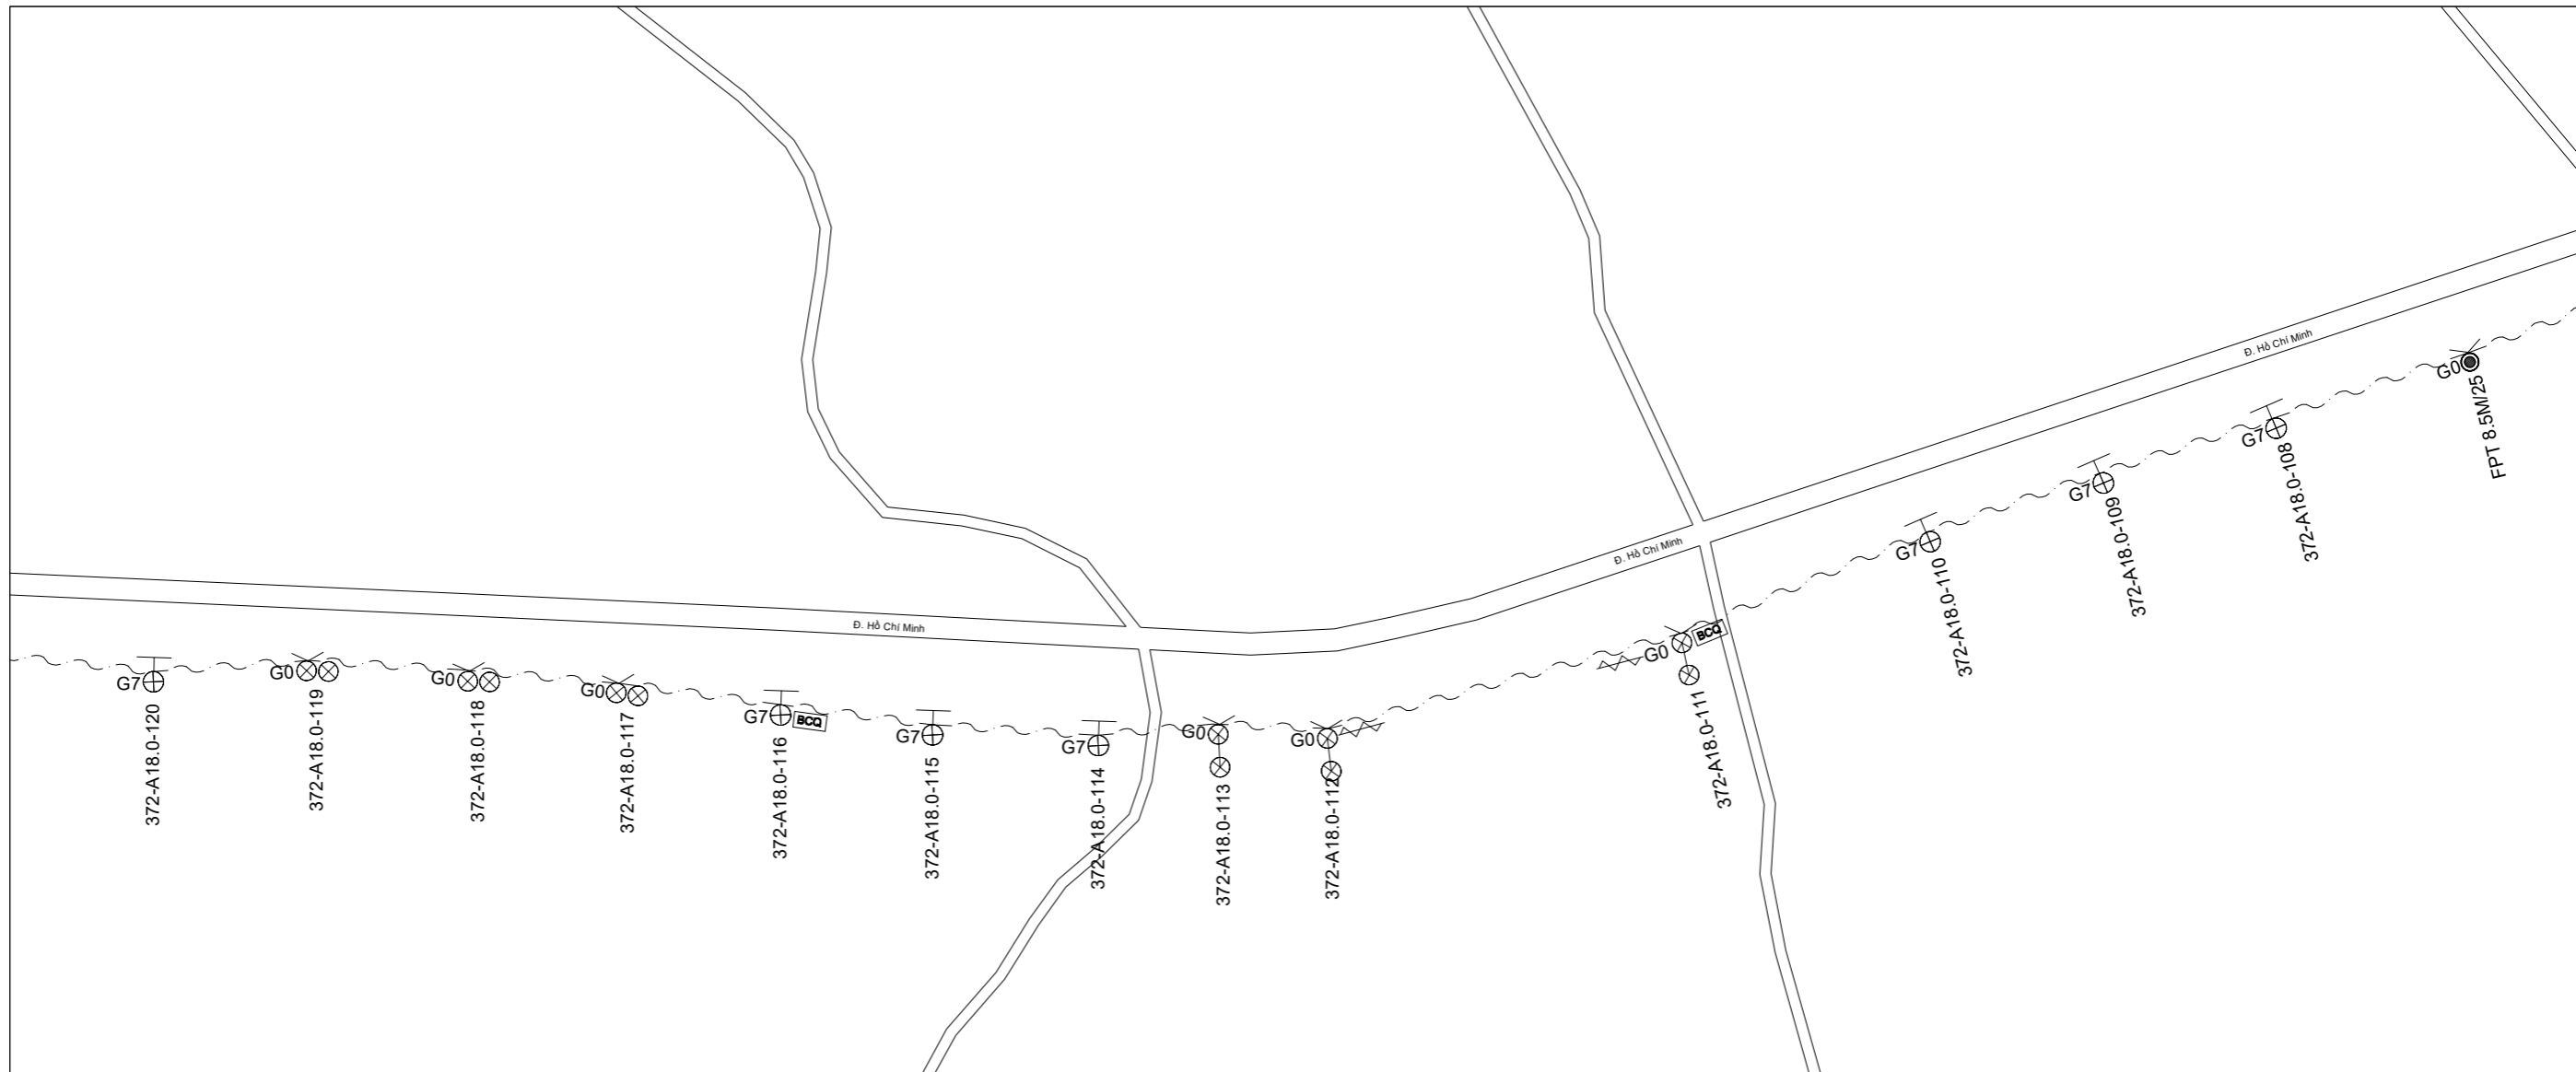 Đ. Hồ Chí Minh
Đ. Hồ Chí Minh
Đ. Hồ Chí Minh
G7
372-A18.0-120
G0
372-A18.0-119
G0
372-A18.0-118
G0
372-A18.0-117
G7
BCQ
372-A18.0-116
G7
372-A18.0-115
G7
372-A18.0-114
G0
372-A18.0-113
G0
372-A18.0-112
G0
BCQ
372-A18.0-111
G7
372-A18.0-110
G7
372-A18.0-109
G7
372-A18.0-108
G0
FPT 8.5M/25